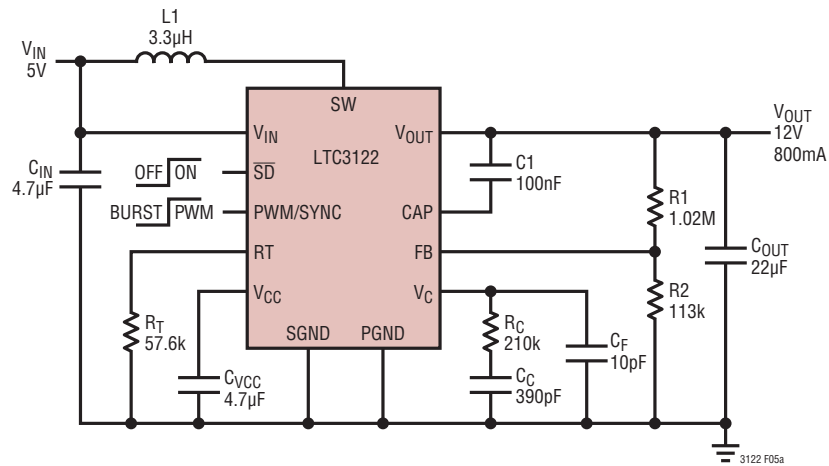 L1
3.3µH
VIN
5V
SW
VIN
VOUT
LTC3122
VOUT
12V
800mA
CIN
4.7µF
OFF ON
SD
C1
100nF
BURST PWM
PWM/SYNC
CAP
R1
1.02M
RT
FB
COUT
22µF
VCC
VC
R2
113k
RT
57.6k
SGND
PGND
RC
210k
CF
10pF
CVCC
4.7µF
CC
390pF
3122 F05a